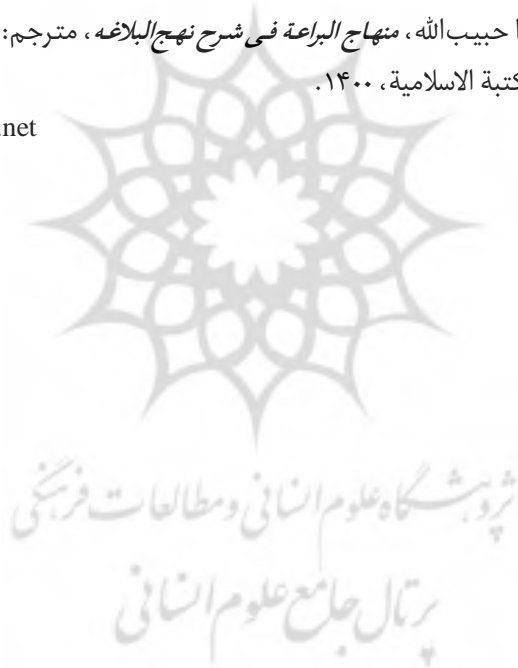 ا حبیب‌الله، منهاج البراعة فی شرح نهج‌البلاغه، مترجم:
کتبة الاسلامیة، ۱۴۰۰.
.net
پژوهشگاه علوم انسانی و مطالعات فرهنگی
پرتال جامع علوم انسانی